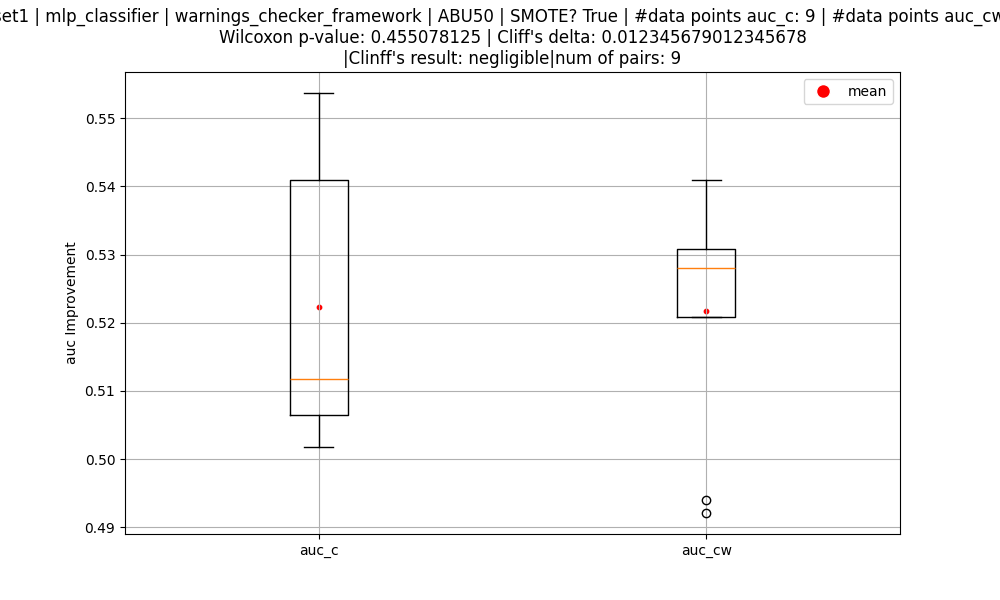 set1 | mlp_classifier | warnings_checker_framework | ABU50 | SMOTE? True | #data points auc_c: 9 | #data points auc_cw
Wilcoxon p-value: 0.455078125 | Cliff's delta: 0.012345679012345678
|Clinff's result: negligible|num of pairs: 9
mean
0.55
0.54
0.53
0.52
0.51
0.50
0.49
auc Improvement
auc_c
auc_cw